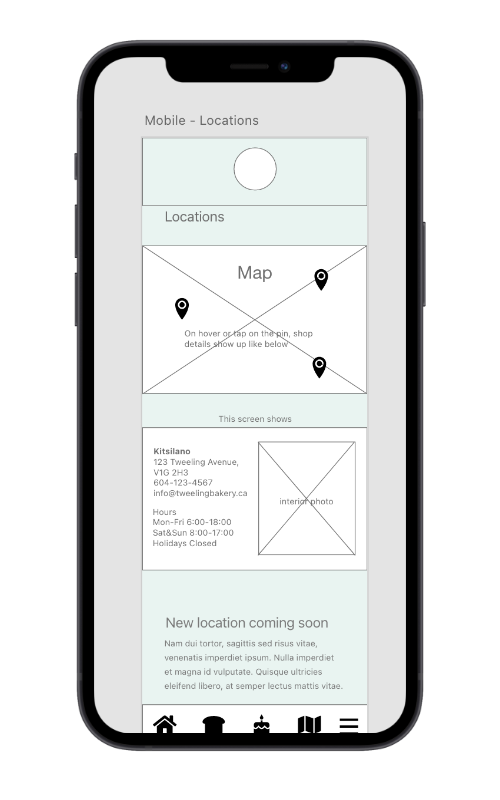 Mobile - Locations
Locations
Map
On hover or tap on the pin, shop
details show up like below
This screen shows
Kitsilano
123 Tweeling Avenue,
V1G 2H3
604-123-4567
info@tweelingbakery.ca
Hours
Mon-Fri 6:00-18:00
Sat&Sun 8:00-17:00
Holidays Closed
interior photo
New location coming soon
Nam dui tortor, sagittis sed risus vitae,
venenatis imperdiet ipsum. Nulla imperdiet
et magna id vulputate. Quisque ultricies
eleifend libero, at semper lectus mattis vitae.